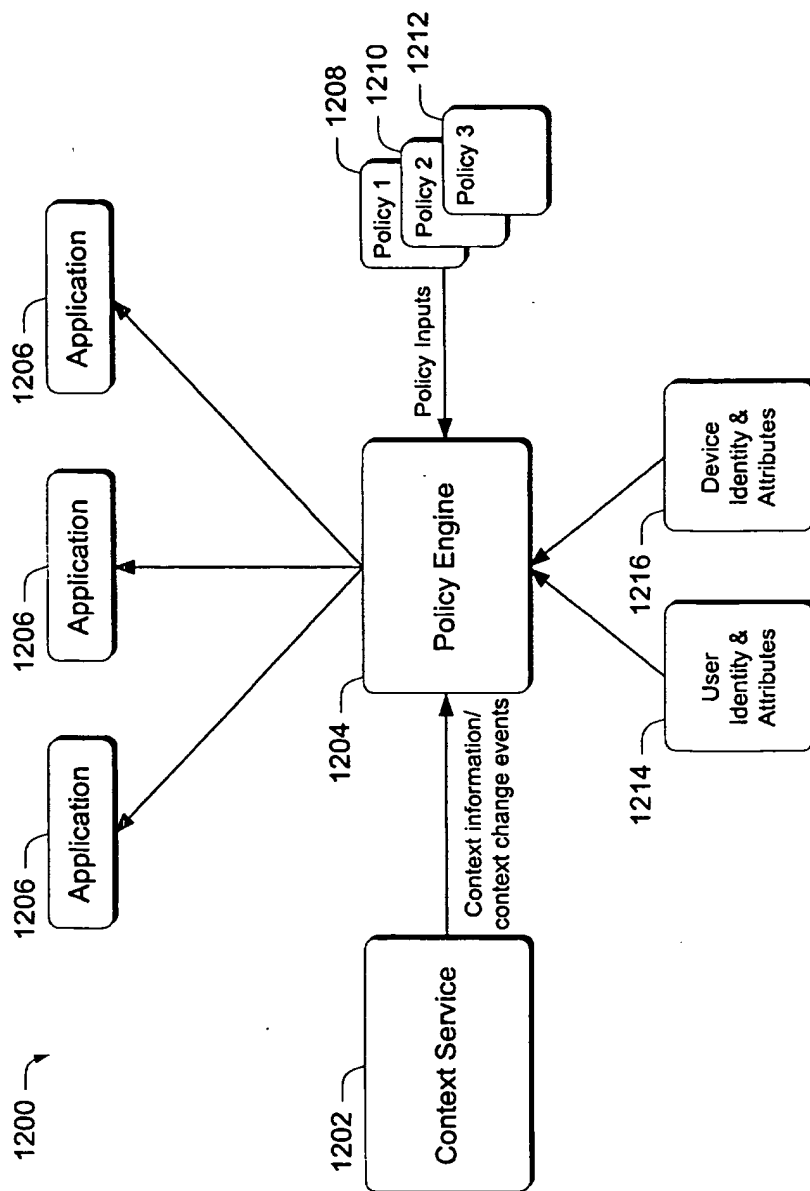 1200
1206
Application
1206
Application
1206
Application
1202
Context Service
Context information/
context change events
1204
Policy Engine
Policy Inputs
1208
Policy 1
1210
Policy 2
1212
Policy 3
1214
User
Identity &
Attributes
1216
Device
Identity &
Attributes